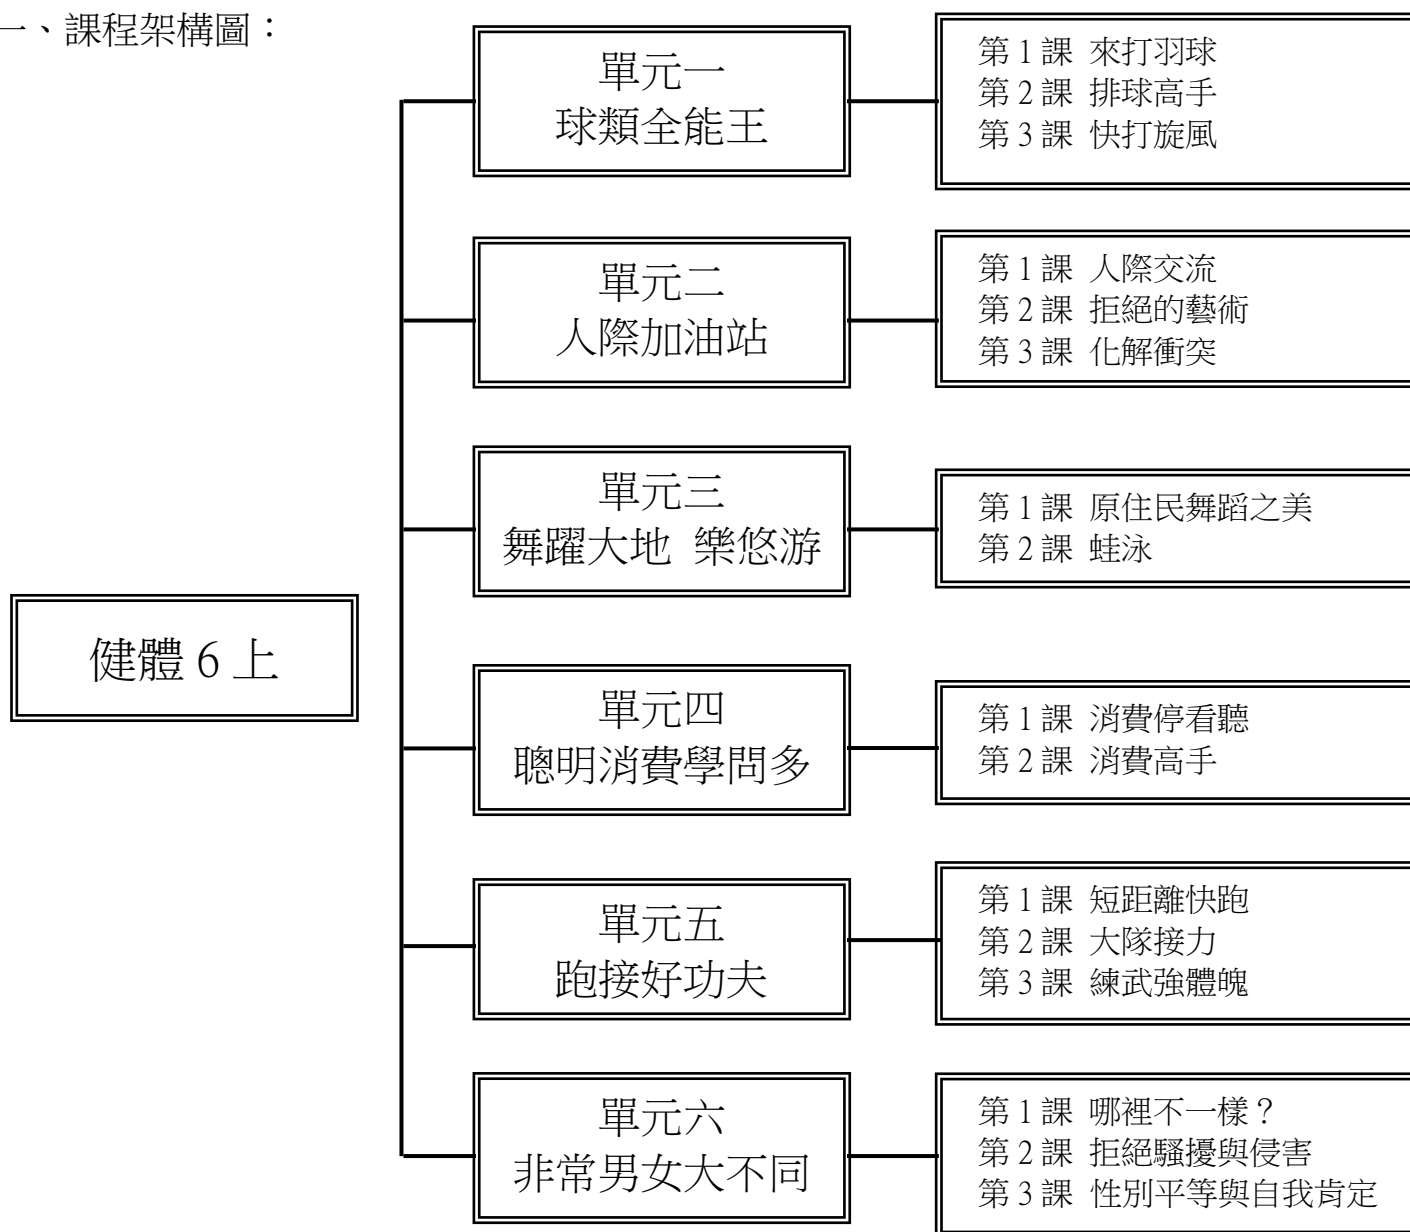 一、課程架構圖：
健體 6 上
單元一
球類全能王
第 1 課 來打羽球
第 2 課 排球高手
第 3 課 快打旋風
單元二
人際加油站
第 1 課 人際交流
第 2 課 拒絕的藝術
第 3 課 化解衝突
單元三
舞躍大地 樂悠游
第 1 課 原住民舞蹈之美
第 2 課 蛙泳
單元四
聰明消費學問多
第 1 課 消費停看聽
第 2 課 消費高手
單元五
跑接好功夫
第 1 課 短距離快跑
第 2 課 大隊接力
第 3 課 練武強體魄
單元六
非常男女大不同
第 1 課 哪裡不一樣？
第 2 課 拒絕騷擾與侵害
第 3 課 性別平等與自我肯定